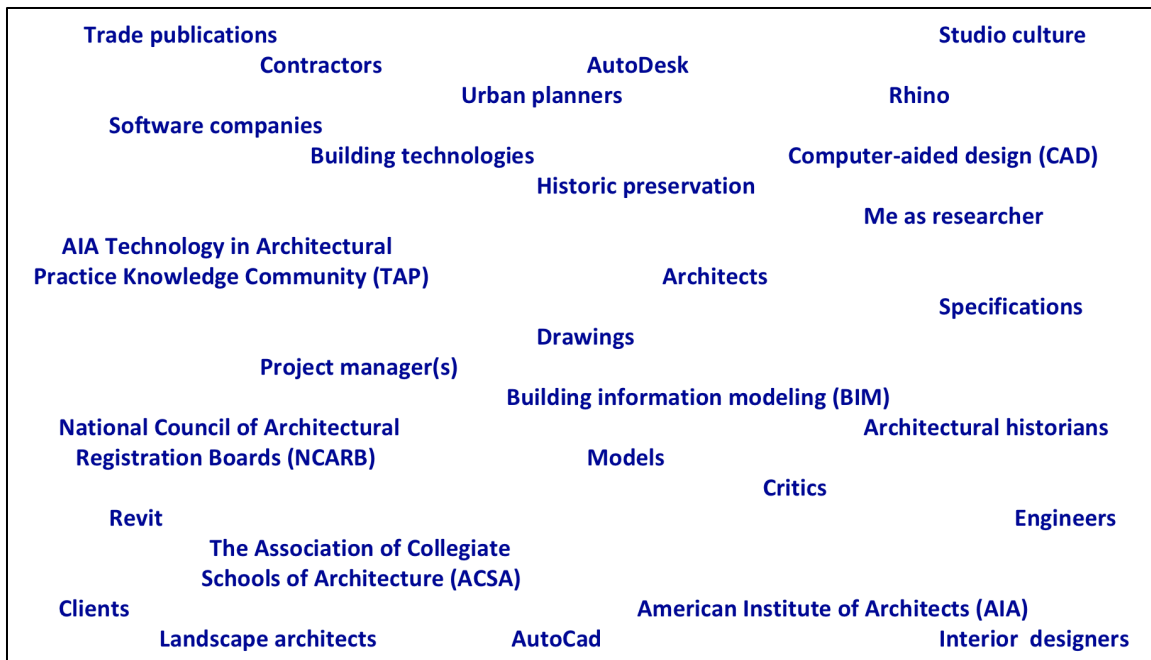 Trade publications
Studio culture
Contractors
AutoDesk
Urban planners
Rhino
Software companies
Building technologies
Computer-aided design (CAD)
Historic preservation
Me as researcher
AIA Technology in Architectural
Practice Knowledge Community (TAP)
Architects
Specifications
Drawings
Project manager(s)
Building information modeling (BIM)
National Council of Architectural
Registration Boards (NCARB)
Architectural historians
Models
Critics
Revit
Engineers
The Association of Collegiate
Schools of Architecture (ACSA)
Clients
American Institute of Architects (AIA)
Landscape architects
AutoCad
Interior  designers